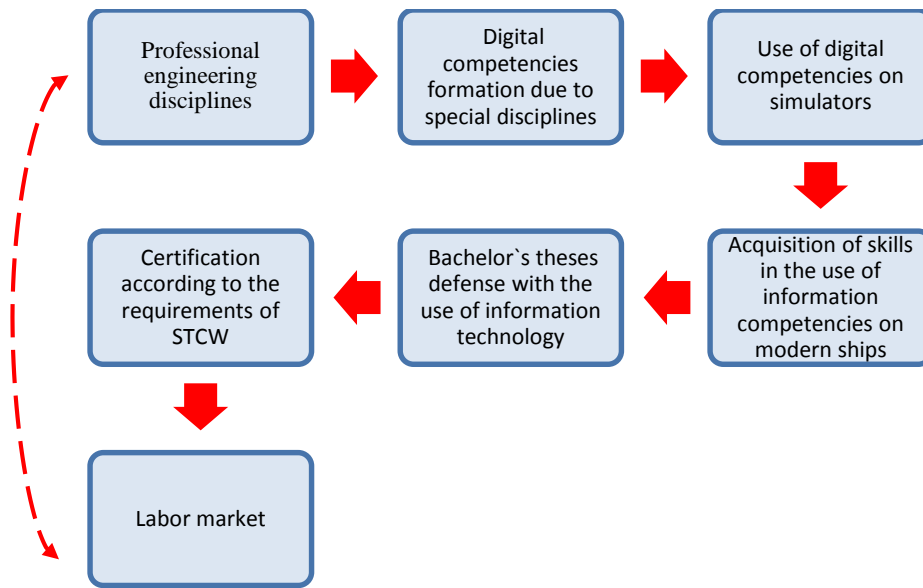 Professional
engineering
disciplines
Digital
competencies
formation due to
special disciplines
Use of digital
competencies on
simulators
Acquisition of skills
in the use of
information
competencies on
modern ships
Bachelor`s theses
defense with the
use of information
technology
Certification
according to the
requirements of
STCW
Labor market